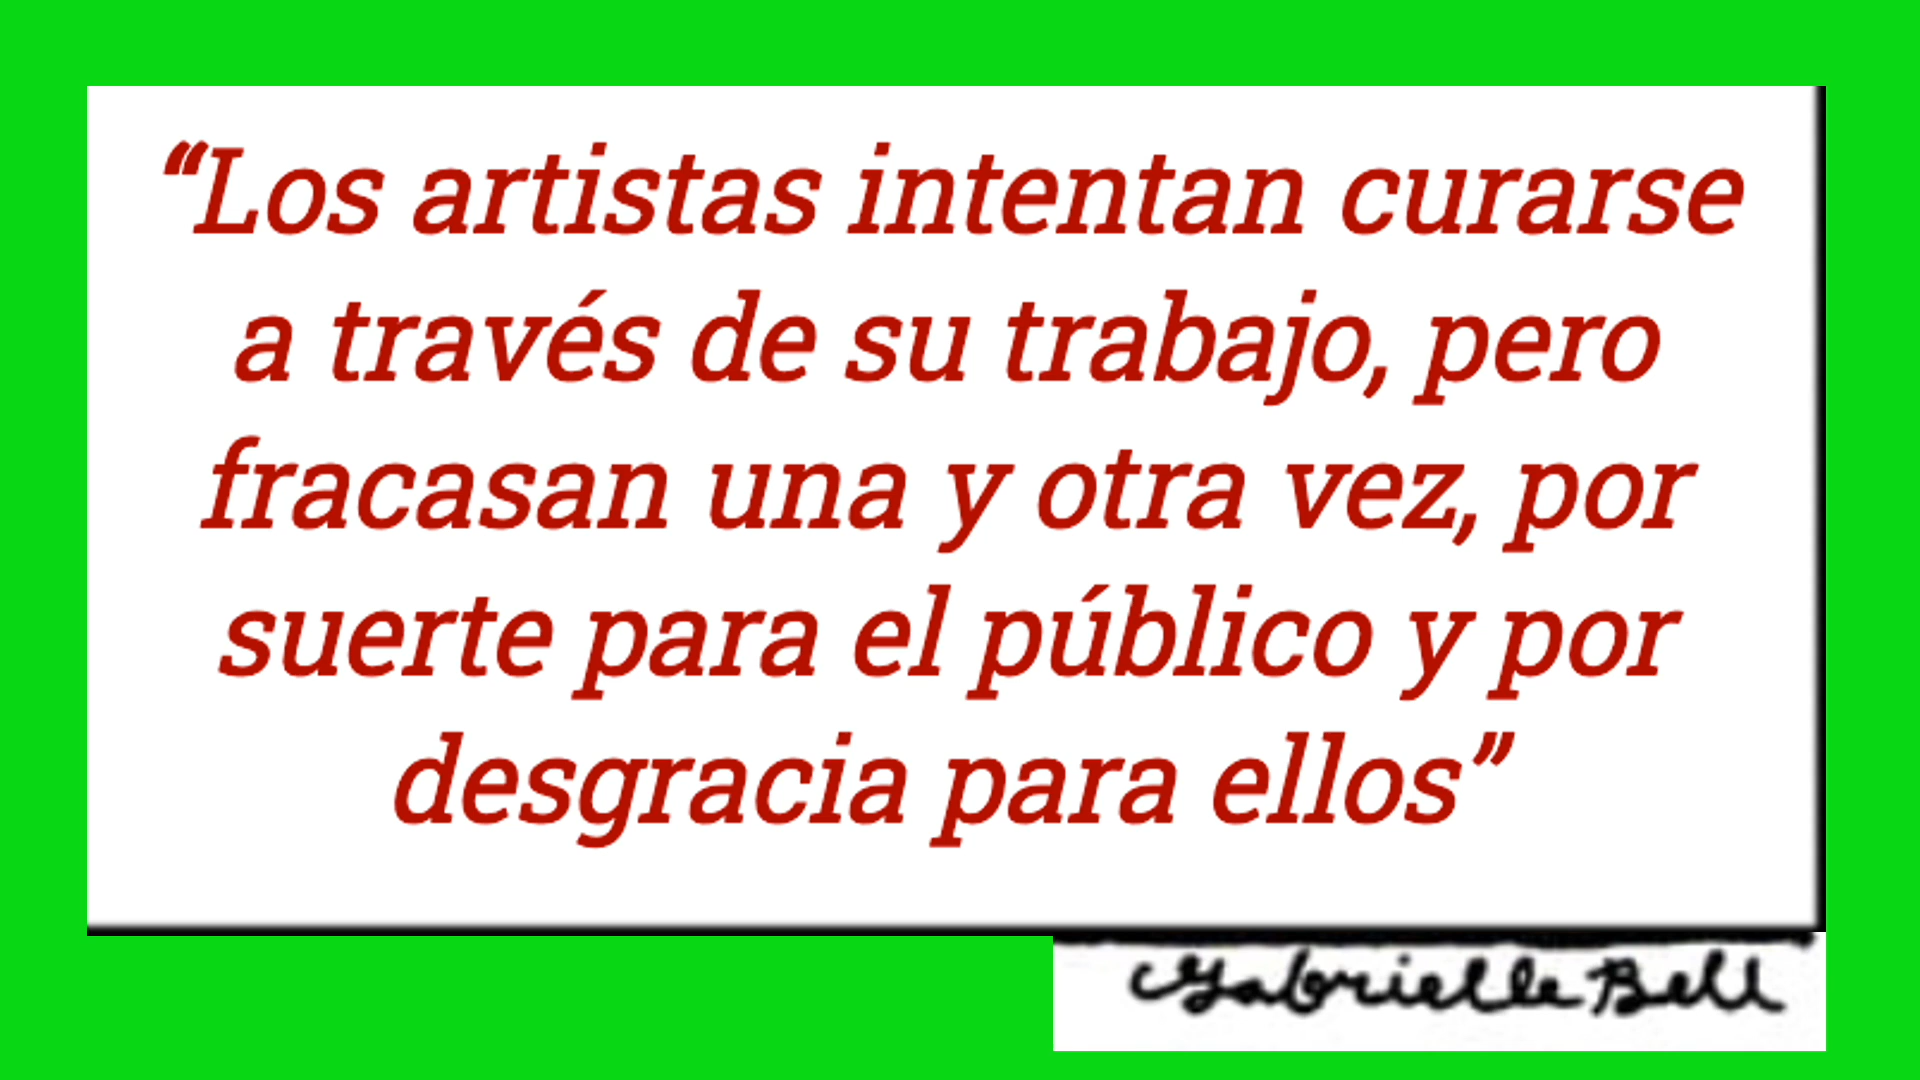 “Los artistas intentan curarse
a través de su trabajo, pero
fracasan una y otra vez, por
suerte para el público y por
desgracia para ellos”
Gabrielle Bell